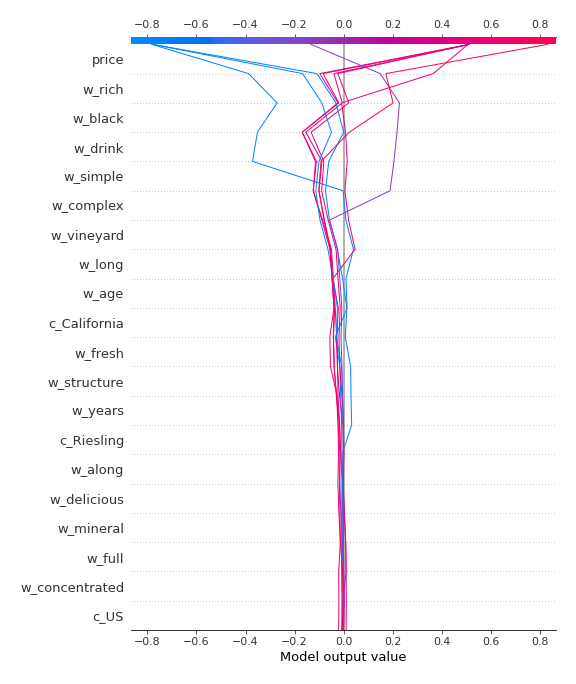 −0.8 −0.6 −0.4 −0.2 0.0 0.2 0.4 0.6 0.8
price
w_rich
w_black
w_drink
w_simple
w_complex
w_vineyard
w_long
w_age
c_California
w_fresh
w_structure
w_years
c_Riesling
w_along
w_delicious
w_mineral
w_full
w_concentrated
c_US
−0.8 −0.6 −0.4 −0.2 0.0 0.2 0.4 0.6 0.8
Model output value